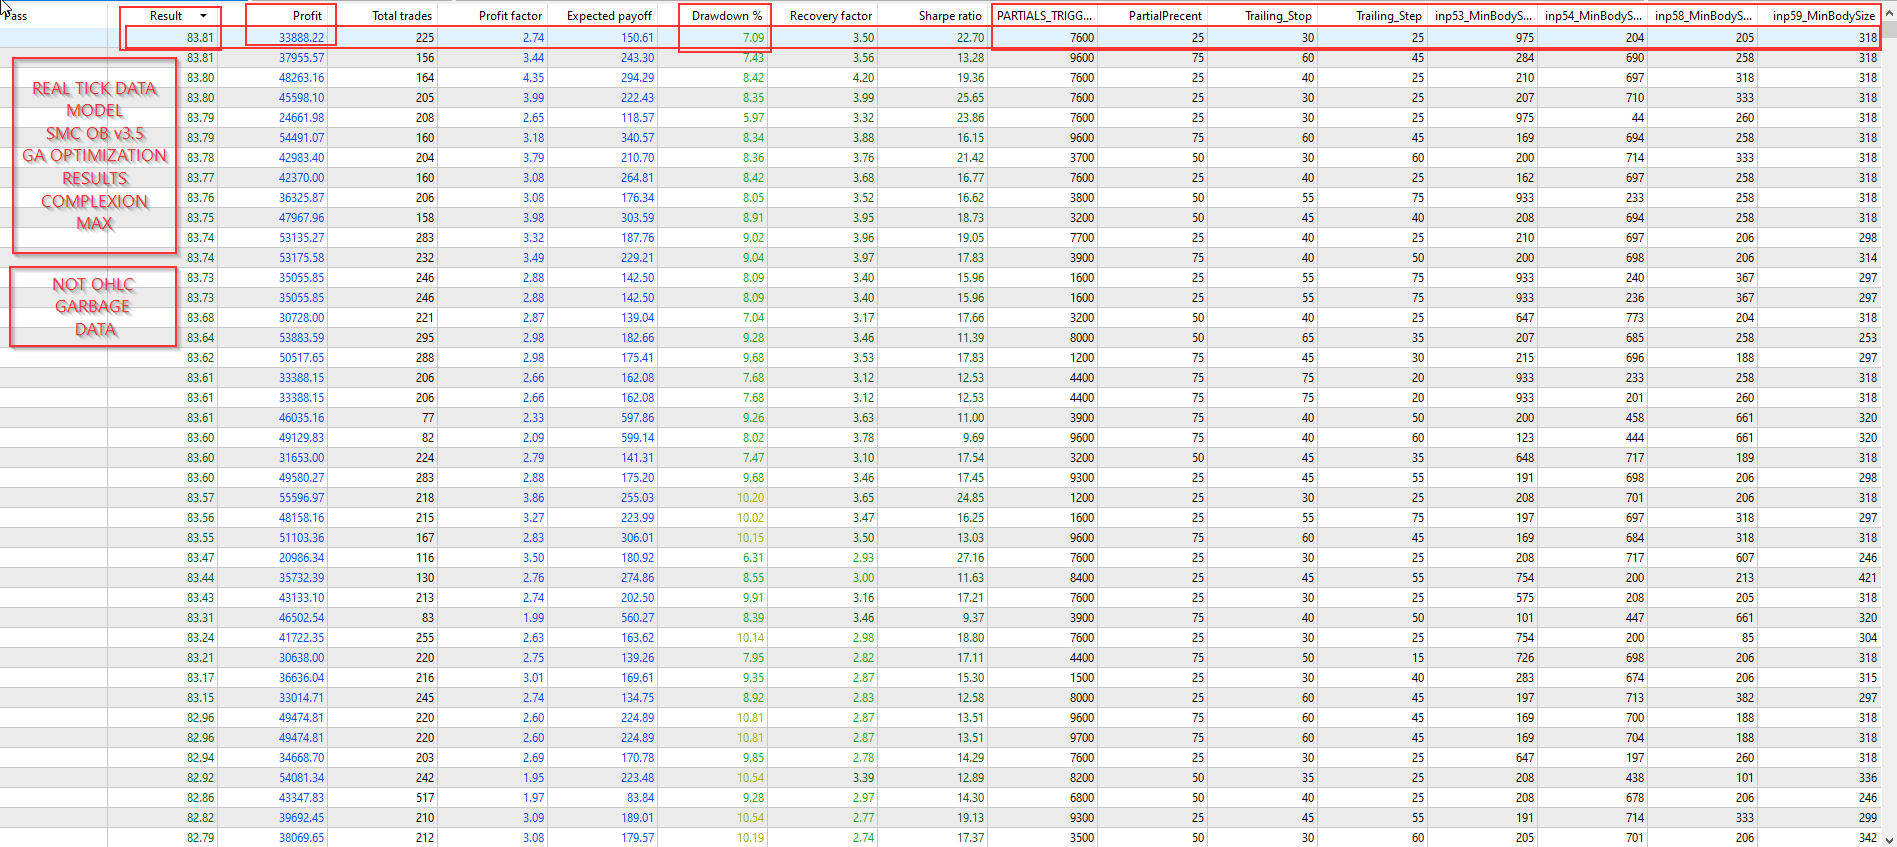 Pass Result Profit Total trades Profit factor Expected payoff Drawdown % Recovery factor Sharpe ratio PARTIALS_TRIGG... PartialPrecent Trailing_Stop Trailing_Step inp53_MinBodyS... inp54_MinBodyS... inp58_MinBodyS... inp59_MinBodySize
83.81 33888.22 225 2.74 150.61 7.09 3.50 22.70 7600 25 30 25 975 204 205 318
83.81 37955.57 156 3.44 243.30 7.43 3.56 13.28 9600 75 60 45 284 690 258 318
83.80 48263.16 164 4.35 294.29 8.42 4.20 19.36 7600 25 40 25 210 697 318 318
83.80 45598.10 205 3.99 222.43 8.35 3.99 25.65 7600 25 30 25 207 710 333 318
83.79 24661.98 208 2.65 118.57 5.97 3.32 23.86 7600 25 30 25 975 44 260 318
83.79 54491.07 160 3.18 340.57 8.34 3.88 16.15 9600 75 60 45 169 694 258 318
83.78 42983.40 204 3.79 210.70 8.36 3.76 21.42 3700 50 30 60 200 714 333 318
83.77 42370.00 160 3.08 264.81 8.42 3.68 16.77 7600 25 40 25 162 697 258 318
83.76 36325.87 206 3.08 176.34 8.05 3.52 16.62 3800 50 55 75 933 233 258 318
83.75 47967.96 158 3.98 303.59 8.91 3.95 18.73 3200 50 45 40 208 694 258 318
83.74 53135.27 283 3.32 187.76 9.02 3.96 19.05 7700 25 40 25 210 697 206 298
83.74 53175.58 232 3.49 229.21 9.04 3.97 17.83 3900 75 40 50 200 698 206 314
83.73 35055.85 246 2.88 142.50 8.09 3.40 15.96 1600 25 55 75 933 240 367 297
83.73 35055.85 246 2.88 142.50 8.09 3.40 15.96 1600 25 55 75 933 236 367 297
83.68 30728.00 221 2.87 139.04 7.04 3.17 17.66 3200 50 40 25 647 773 204 318
83.64 53883.59 295 2.98 182.66 9.28 3.46 11.39 8000 50 65 35 207 685 258 253
83.62 50517.65 288 2.98 175.41 9.68 3.53 17.83 1200 75 45 30 215 696 188 297
83.61 33388.15 206 2.66 162.08 7.68 3.12 12.53 4400 75 75 20 933 233 258 318
83.61 33388.15 206 2.66 162.08 7.68 3.12 12.53 4400 75 75 20 933 201 260 318
83.61 46035.16 77 2.33 597.86 9.26 3.63 11.00 3900 75 40 50 200 458 661 320
83.60 49129.83 82 2.09 599.14 8.02 3.78 9.69 9600 75 40 60 123 444 661 320
83.60 31653.00 224 2.79 141.31 7.47 3.10 17.54 3200 50 45 35 648 717 189 318
83.60 49580.27 283 2.88 175.20 9.68 3.46 17.45 9300 25 45 55 191 698 206 298
83.57 55596.97 218 3.86 255.03 10.20 3.65 24.85 1200 25 30 25 208 701 206 318
83.56 48158.16 215 3.27 223.99 10.02 3.47 16.25 1600 25 55 75 197 697 318 297
83.55 51103.36 167 2.83 306.01 10.15 3.50 13.03 9600 75 60 45 169 684 318 318
83.47 20986.34 116 3.50 180.92 6.31 2.93 27.16 7600 25 30 25 208 717 607 246
83.44 35732.39 130 2.76 274.86 8.55 3.00 11.63 8400 25 45 55 754 200 213 421
83.43 43133.10 213 2.74 202.50 9.91 3.16 17.21 7600 25 30 25 575 208 205 318
83.31 46502.54 83 1.99 560.27 8.39 3.46 9.37 3900 75 40 50 101 447 661 320
83.24 41722.35 255 2.63 163.62 10.14 2.98 18.80 7600 25 30 25 754 200 85 304
83.21 30638.00 220 2.75 139.26 7.95 2.82 17.11 4400 75 50 15 726 698 206 318
83.17 36636.04 216 3.01 169.61 9.35 2.87 15.30 1500 25 30 40 283 674 206 315
83.15 33014.71 245 2.74 134.75 8.92 2.83 12.58 8000 25 60 45 197 713 382 297
82.96 49474.81 220 2.60 224.89 10.81 2.87 13.51 9600 75 60 45 169 700 188 318
82.96 49474.81 220 2.60 224.89 10.81 2.87 13.51 9700 75 60 45 169 704 188 318
82.94 34668.70 203 2.69 170.78 9.85 2.78 14.29 7600 25 30 25 647 197 260 318
82.92 54081.34 242 1.95 223.48 10.54 3.39 12.89 8200 50 35 25 208 438 101 336
82.86 43347.83 517 1.97 83.84 9.28 2.97 14.30 6800 50 40 25 208 678 206 246
82.82 39692.45 210 3.09 189.01 10.54 2.77 19.13 9300 25 45 55 191 714 333 299
82.79 38069.65 212 3.08 179.57 10.19 2.74 17.37 3500 50 30 60 205 701 206 342
REAL TICK DATA
MODEL
SMC OB v3.5
GA OPTIMIZATION
RESULTS
COMPLEXION
MAX
NOT OHLC
GARBAGE
DATA